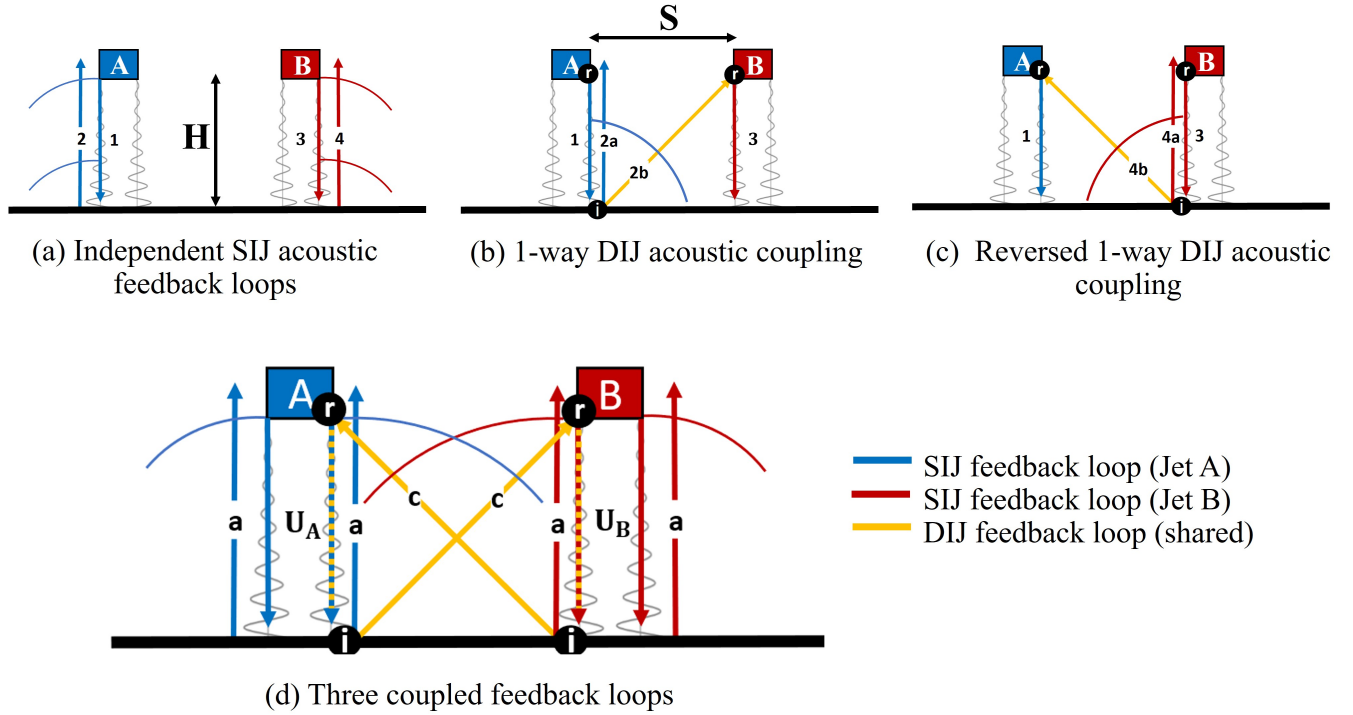 A
B
2
1
H
3
4
(a) Independent SIJ acoustic
feedback loops
S
A
r
r
B
1
2a
2b
3
i
(b) 1-way DIJ acoustic coupling
A
r
r
B
1
4a
3
4b
i
(c) Reversed 1-way DIJ acoustic
coupling
A
r
r
B
a
U_A
a
c
c
a
U_B
a
i
i
(d) Three coupled feedback loops
SIJ feedback loop (Jet A)
SIJ feedback loop (Jet B)
DIJ feedback loop (shared)